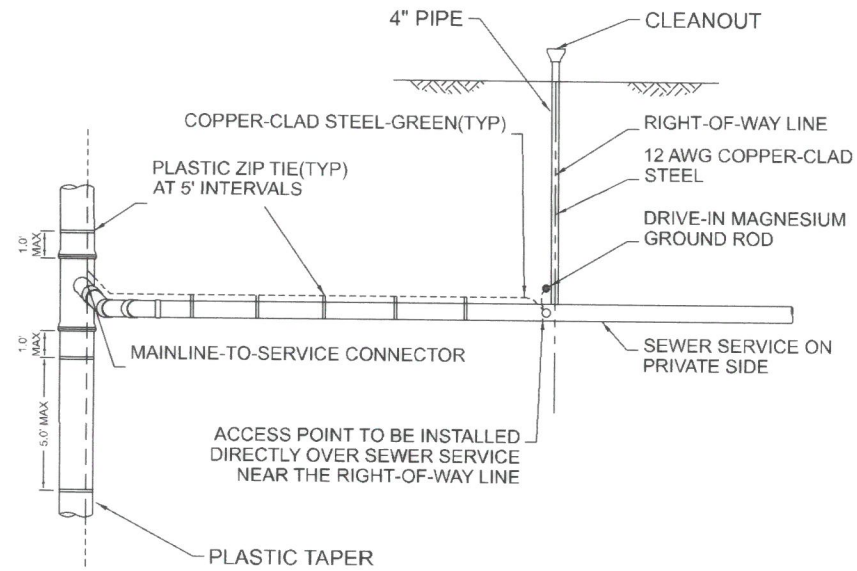 4" PIPE
CLEANOUT
COPPER-CLAD STEEL-GREEN(TYP)
RIGHT-OF-WAY LINE
12 AWG COPPER-CLAD
STEEL
PLASTIC ZIP TIE(TYP)
AT 5' INTERVALS
DRIVE-IN MAGNESIUM
GROUND ROD
1.0'
MAX
MAINLINE-TO-SERVICE CONNECTOR
1.0'
MAX
SEWER SERVICE ON
PRIVATE SIDE
5.0' MAX
ACCESS POINT TO BE INSTALLED
DIRECTLY OVER SEWER SERVICE
NEAR THE RIGHT-OF-WAY LINE
PLASTIC TAPER